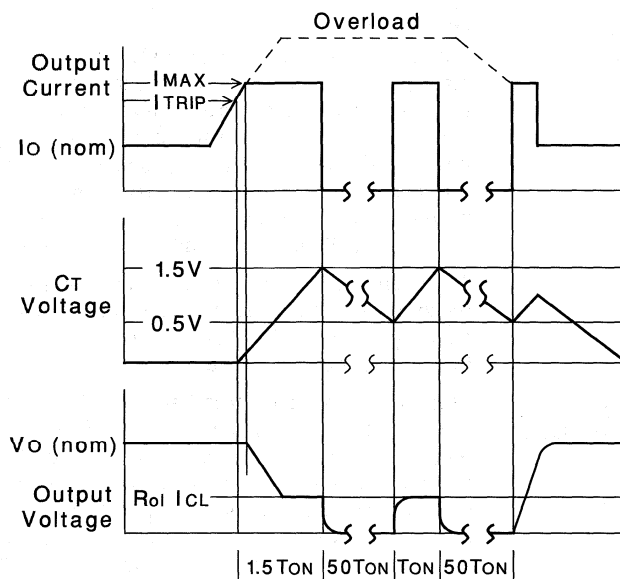 Overload
Output
Current
IMAX
ITRIP
IO (nom)
CT
Voltage
1.5V
0.5V
VO (nom)
Output
Voltage
Rol ICL
1.5TON 50TON TON 50TON